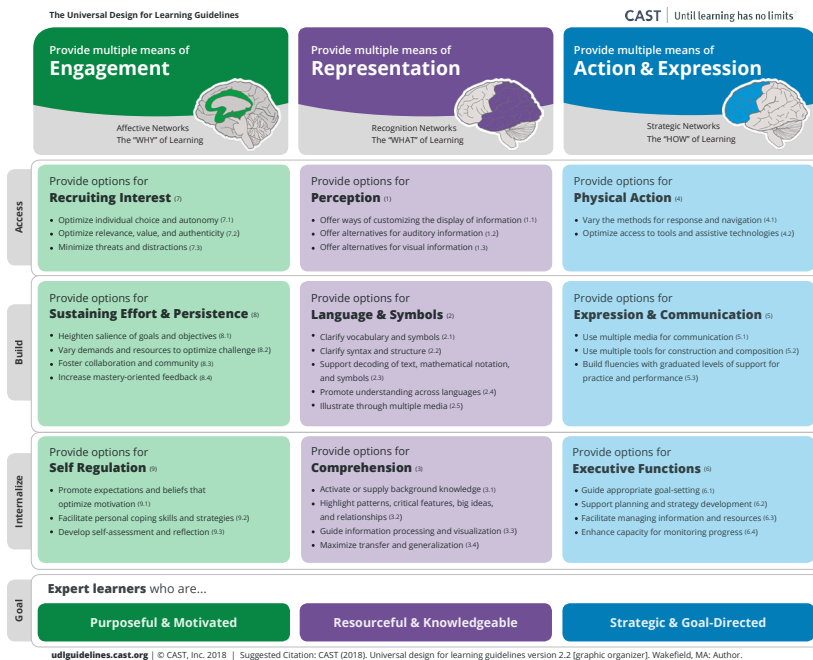 The Universal Design for Learning Guidelines
CAST | Until learning has no limits
Provide multiple means of
Engagement
Affective Networks
The “WHY” of Learning
Provide multiple means of
Representation
Recognition Networks
The “WHAT” of Learning
Provide multiple means of
Action & Expression
Strategic Networks
The “HOW” of Learning
Access
Provide options for
Recruiting Interest (7)
• Optimize individual choice and autonomy (7.1)
• Optimize relevance, value, and authenticity (7.2)
• Minimize threats and distractions (7.3)
Provide options for
Perception (1)
• Offer ways of customizing the display of information (1.1)
• Offer alternatives for auditory information (1.2)
• Offer alternatives for visual information (1.3)
Provide options for
Physical Action (4)
• Vary the methods for response and navigation (4.1)
• Optimize access to tools and assistive technologies (4.2)
Build
Provide options for
Sustaining Effort & Persistence (8)
• Heighten salience of goals and objectives (8.1)
• Vary demands and resources to optimize challenge (8.2)
• Foster collaboration and community (8.3)
• Increase mastery-oriented feedback (8.4)
Provide options for
Language & Symbols (2)
• Clarify vocabulary and symbols (2.1)
• Clarify syntax and structure (2.2)
• Support decoding of text, mathematical notation,
and symbols (2.3)
• Promote understanding across languages (2.4)
• Illustrate through multiple media (2.5)
Provide options for
Expression & Communication (5)
• Use multiple media for communication (5.1)
• Use multiple tools for construction and composition (5.2)
• Build fluencies with graduated levels of support for
practice and performance (5.3)
Internalize
Provide options for
Self Regulation (9)
• Promote expectations and beliefs that
optimize motivation (9.1)
• Facilitate personal coping skills and strategies (9.2)
• Develop self-assessment and reflection (9.3)
Provide options for
Comprehension (3)
• Activate or supply background knowledge (3.1)
• Highlight patterns, critical features, big ideas,
and relationships (3.2)
• Guide information processing and visualization (3.3)
• Maximize transfer and generalization (3.4)
Provide options for
Executive Functions (6)
• Guide appropriate goal-setting (6.1)
• Support planning and strategy development (6.2)
• Facilitate managing information and resources (6.3)
• Enhance capacity for monitoring progress (6.4)
Goal
Expert learners who are...
Purposeful & Motivated
Resourceful & Knowledgeable
Strategic & Goal-Directed
udlguidelines.cast.org | © CAST, Inc. 2018 | Suggested Citation: CAST (2018). Universal design for learning guidelines version 2.2 [graphic organizer]. Wakefield, MA: Author.